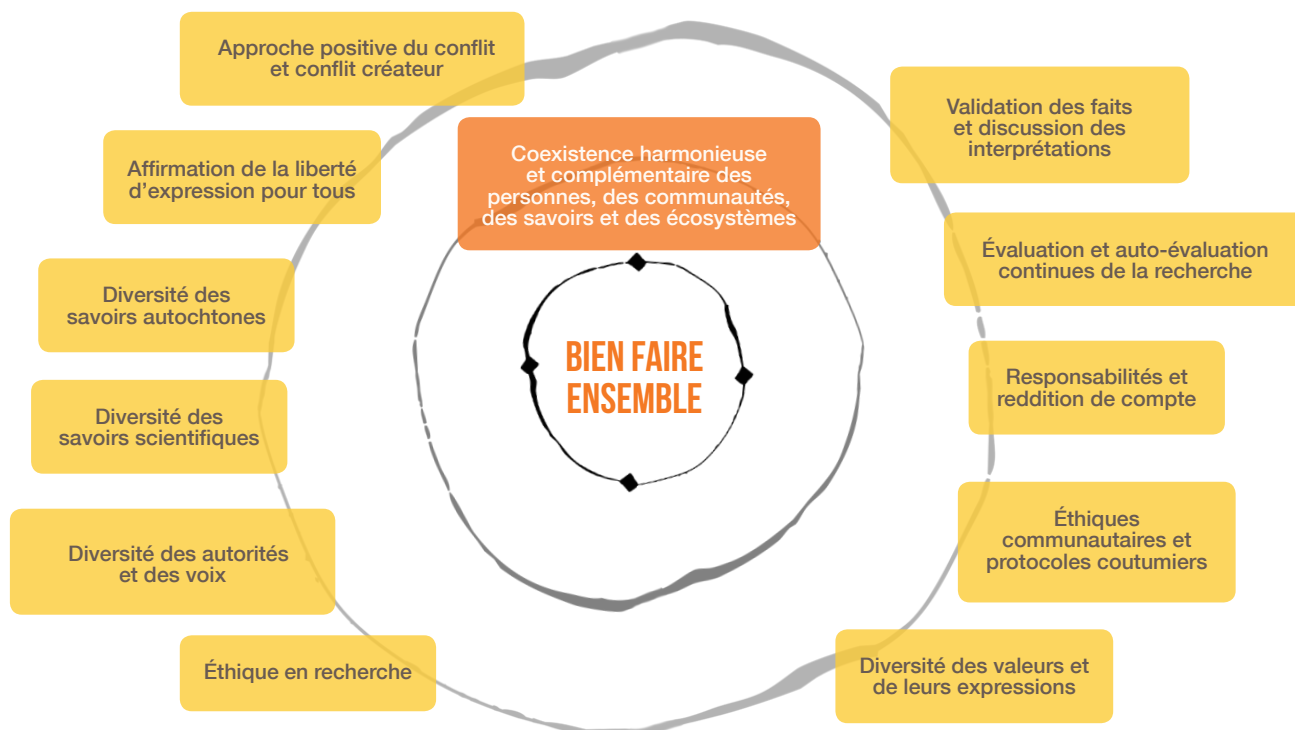 Approche positive du conflit
et conflit créateur
Affirmation de la liberté
d'expression pour tous
Diversité des
savoirs autochtones
Diversité des
savoirs scientifiques
Diversité des autorités
et des voix
Éthique en recherche
Coexistence harmonieuse
et complémentaire des
personnes, des communautés,
des savoirs et des écosystèmes
BIEN FAIRE
ENSEMBLE
Validation des faits
et discussion des
interprétations
Évaluation et auto-évaluation
continues de la recherche
Responsabilités et
reddition de compte
Éthiques
communautaires et
protocoles coutumiers
Diversité des valeurs et
de leurs expressions